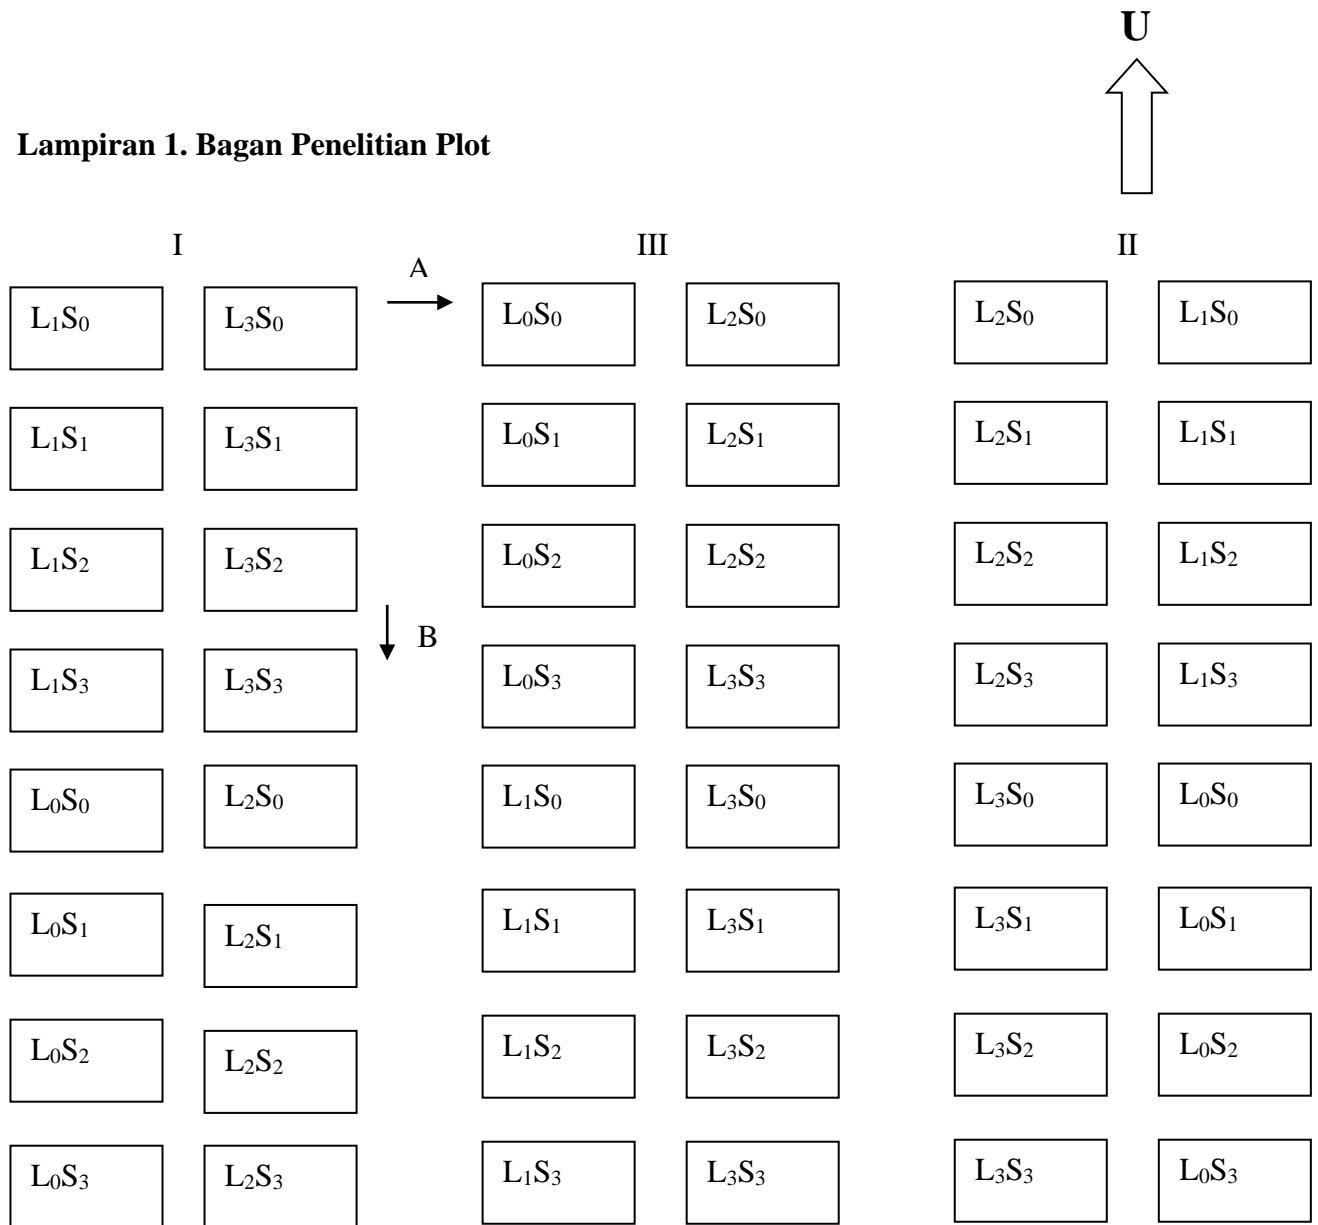 U
Lampiran 1. Bagan Penelitian Plot
I III II
A
L₁S₀ L₃S₀ L₀S₀ L₂S₀ L₂S₀ L₁S₀
L₁S₁ L₃S₁ L₀S₁ L₂S₁ L₂S₁ L₁S₁
L₁S₂ L₃S₂ L₀S₂ L₂S₂ L₂S₂ L₁S₂
B
L₁S₃ L₃S₃ L₀S₃ L₃S₃ L₂S₃ L₁S₃
L₀S₀ L₂S₀ L₁S₀ L₃S₀ L₃S₀ L₀S₀
L₀S₁ L₂S₁ L₁S₁ L₃S₁ L₃S₁ L₀S₁
L₀S₂ L₂S₂ L₁S₂ L₃S₂ L₃S₂ L₀S₂
L₀S₃ L₂S₃ L₁S₃ L₃S₃ L₃S₃ L₀S₃